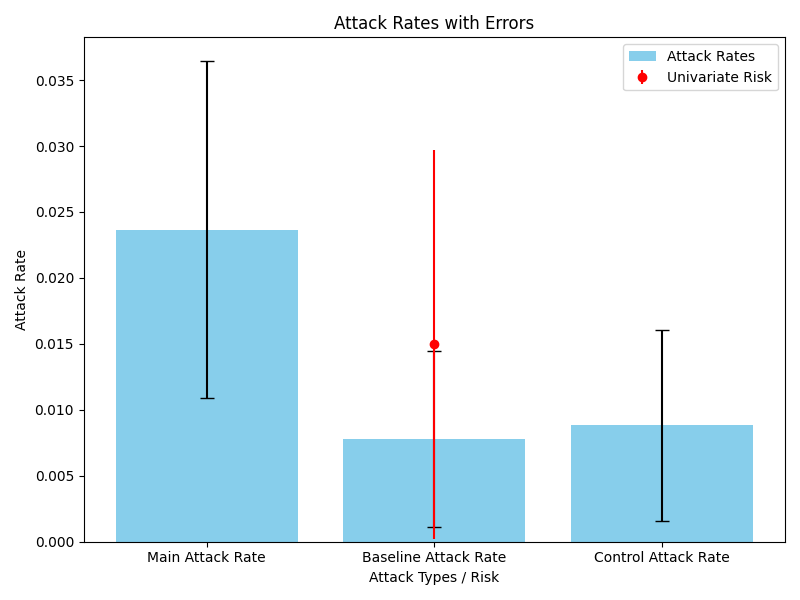 Attack Rates with Errors
Attack Rates
Univariate Risk
Attack Rate
0.035
0.030
0.025
0.020
0.015
0.010
0.005
0.000
Main Attack Rate
Baseline Attack Rate
Control Attack Rate
Attack Types / Risk